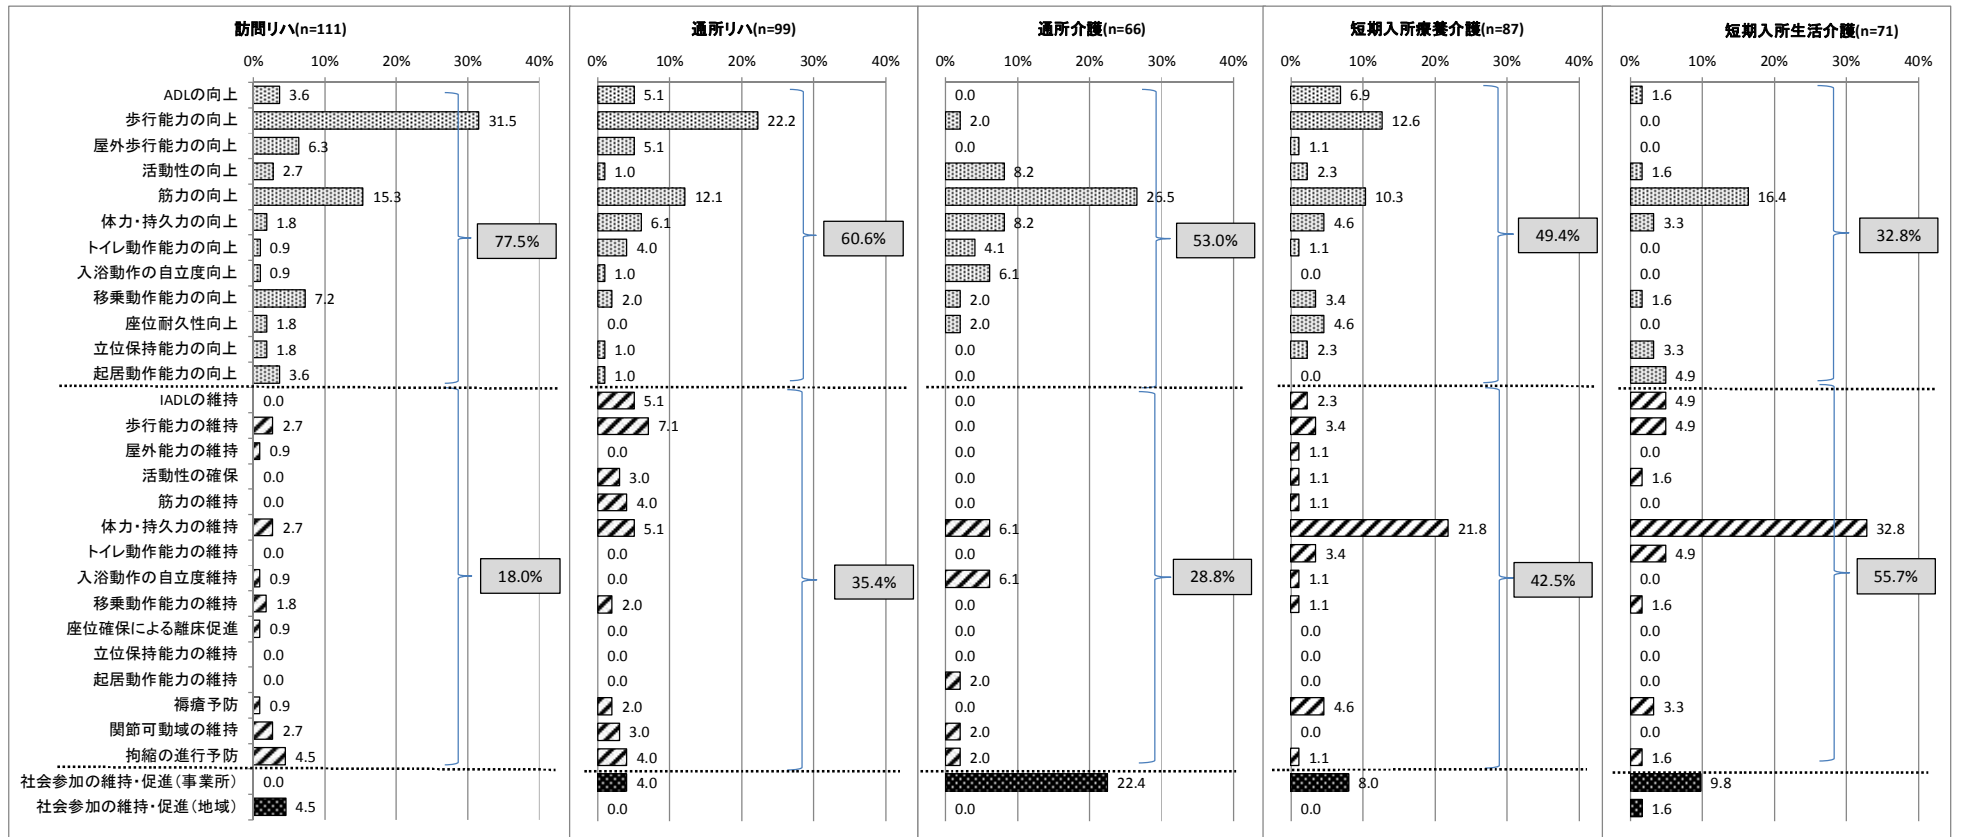 訪問リハ(n=111) 通所リハ(n=99) 通所介護(n=66) 短期入所療養介護(n=87) 短期入所生活介護(n=71)
0% 10% 20% 30% 40% 0% 10% 20% 30% 40% 0% 10% 20% 30% 40% 0% 10% 20% 30% 40% 0% 10% 20% 30% 40%
ADLの向上 3.6 5.1 0.0 6.9 1.6
歩行能力の向上 31.5 22.2 2.0 12.6 0.0
屋外歩行能力の向上 6.3 5.1 0.0 1.1 0.0
活動性の向上 2.7 1.0 8.2 2.3 1.6
筋力の向上 15.3 12.1 26.5 10.3 16.4
体力・持久力の向上 1.8 6.1 8.2 4.6 3.3
77.5% 60.6% 53.0% 49.4% 32.8%
トイレ動作能力の向上 0.9 4.0 4.1 1.1 0.0
入浴動作の自立度向上 0.9 1.0 6.1 0.0 0.0
移乗動作能力の向上 7.2 2.0 2.0 3.4 1.6
座位耐久性向上 1.8 0.0 2.0 4.6 0.0
立位保持能力の向上 1.8 1.0 0.0 2.3 3.3
起居動作能力の向上 3.6 1.0 0.0 0.0 4.9
IADLの維持 0.0 5.1 0.0 2.3 4.9
歩行能力の維持 2.7 7.1 0.0 3.4 4.9
屋外能力の維持 0.9 0.0 0.0 1.1 0.0
活動性の確保 0.0 3.0 0.0 1.1 1.6
筋力の維持 0.0 4.0 0.0 1.1 0.0
体力・持久力の維持 2.7 5.1 6.1 21.8 32.8
トイレ動作能力の維持 0.0 0.0 0.0 3.4 4.9
入浴動作の自立度維持 0.9 0.0 6.1 1.1 0.0
18.0% 35.4% 28.8% 42.5% 55.7%
移乗動作能力の維持 1.8 2.0 0.0 1.1 1.6
座位確保による離床促進 0.9 0.0 0.0 0.0 0.0
立位保持能力の維持 0.0 0.0 0.0 0.0 0.0
起居動作能力の維持 0.0 0.0 2.0 0.0 0.0
褥瘡予防 0.9 2.0 0.0 4.6 3.3
関節可動域の維持 2.7 3.0 2.0 0.0 0.0
拘縮の進行予防 4.5 4.0 2.0 1.1 1.6
社会参加の維持・促進(事業所) 0.0 4.0 22.4 8.0 9.8
社会参加の維持・促進(地域) 4.5 0.0 0.0 0.0 1.6